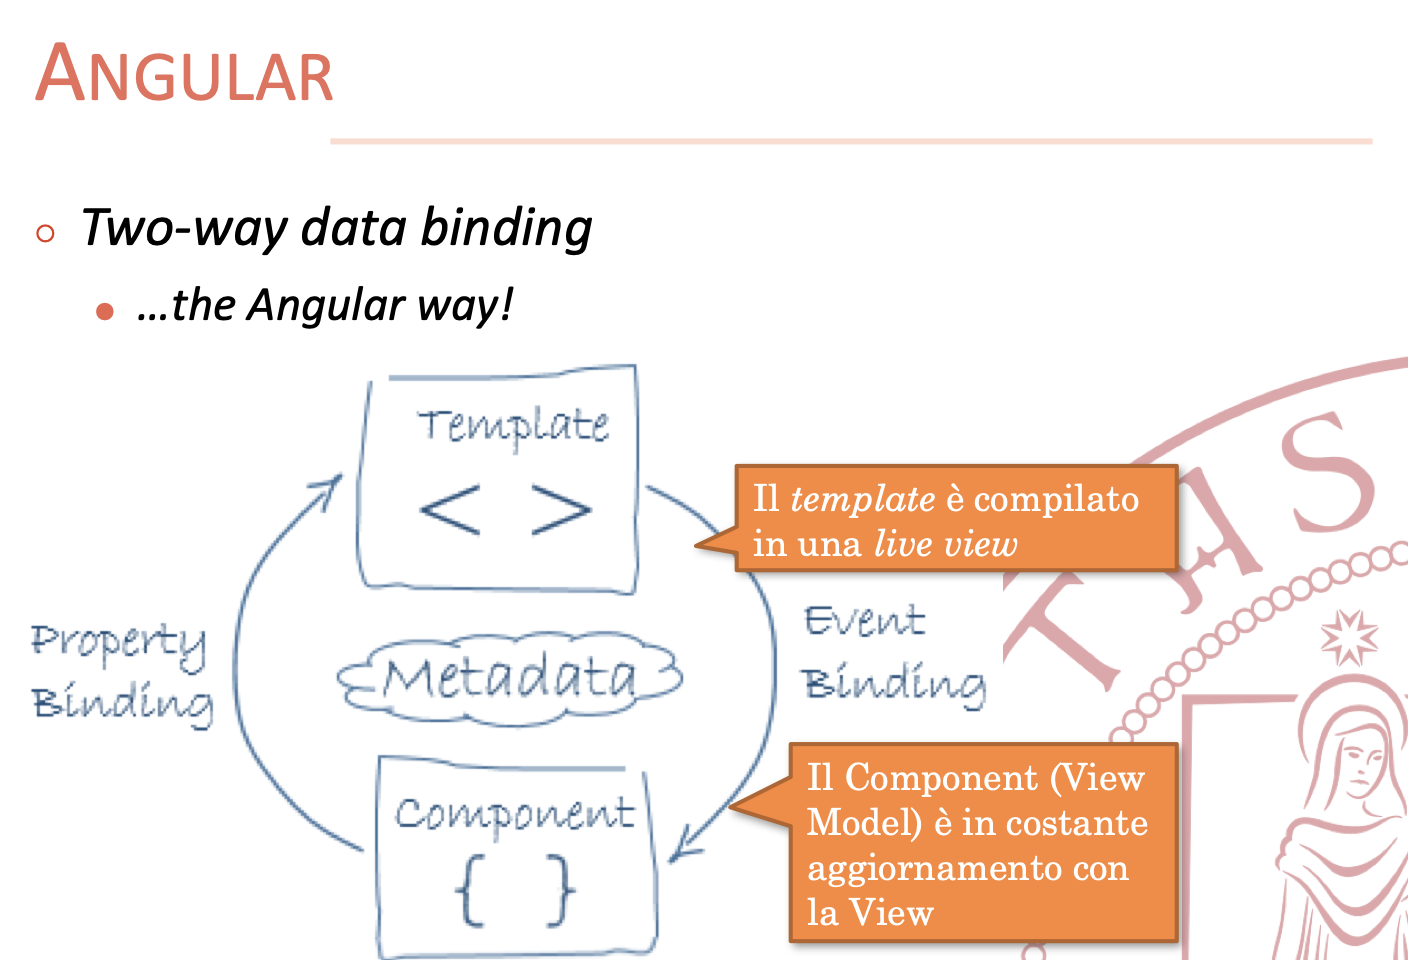 ANGULAR
Two-way data binding
…the Angular way!
Template
< >
Il template è compilato
in una live view
Property
Binding
Metadata
Event
Binding
Component
{ }
Il Component (View
Model) è in costante
aggiornamento con
la View
THS